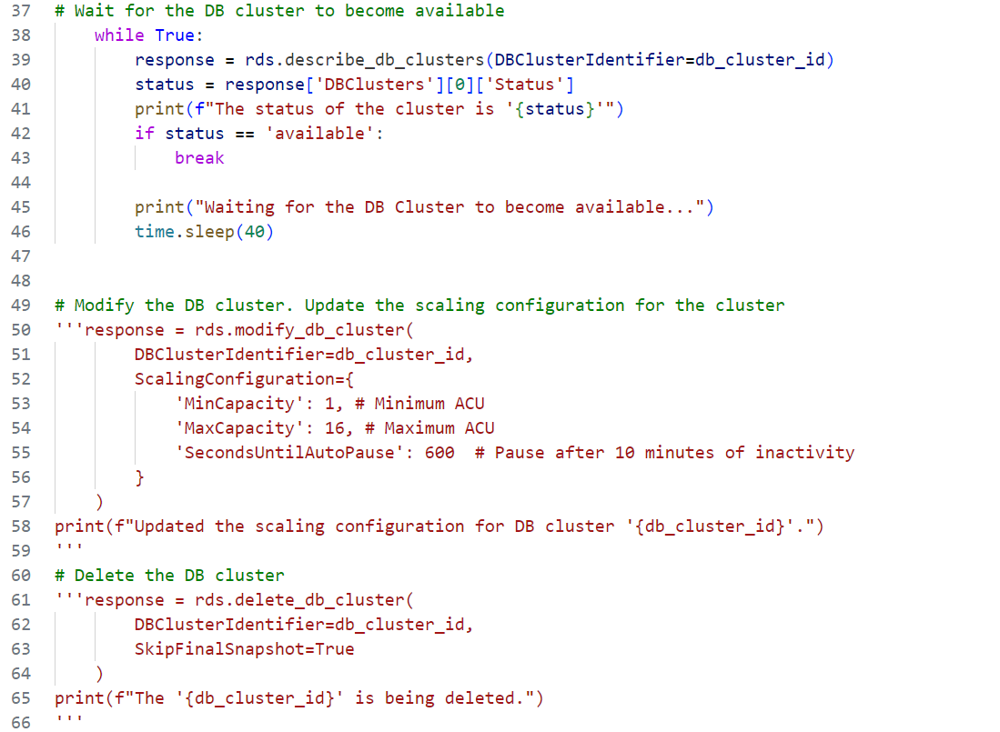 37 # Wait for the DB cluster to become available
38 while True:
39 response = rds.describe_db_clusters(DBClusterIdentifier=db_cluster_id)
40 status = response['DBClusters'][0]['Status']
41 print(f"The status of the cluster is '{status}'")
42 if status == 'available':
43 break
44
45 print("Waiting for the DB Cluster to become available...")
46 time.sleep(40)
47
48
49 # Modify the DB cluster. Update the scaling configuration for the cluster
50 '''response = rds.modify_db_cluster(
51 DBClusterIdentifier=db_cluster_id,
52 ScalingConfiguration={
53 'MinCapacity': 1, # Minimum ACU
54 'MaxCapacity': 16, # Maximum ACU
55 'SecondsUntilAutoPause': 600  # Pause after 10 minutes of inactivity
56 }
57 )
58 print(f"Updated the scaling configuration for DB cluster '{db_cluster_id}'.")
59 '''
60 # Delete the DB cluster
61 '''response = rds.delete_db_cluster(
62 DBClusterIdentifier=db_cluster_id,
63 SkipFinalSnapshot=True
64 )
65 print(f"The '{db_cluster_id}' is being deleted.")
66 '''